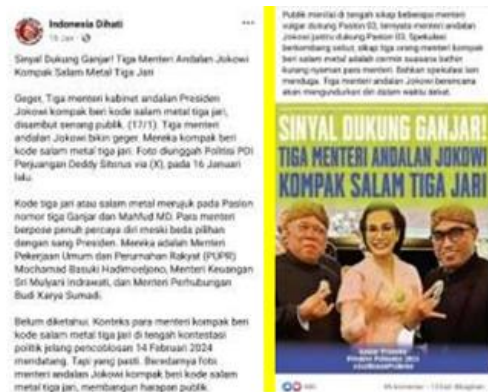 Indonesia Dihati
16 Jan
Sinyal Dukung Ganjar! Tiga Menteri Andalan Jokowi
Kompak Salam Metal Tiga Jari
Geger, Tiga menteri kabinet andalan Presiden
Jokowi kompak beri kode salam metal tiga jari,
disambut senang publik. (17/1). Tiga menteri
andalan Jokowi bikin geger. Mereka kompak beri
kode salam metal tiga jari. Foto diunggah Politisi PDI
Perjuangan Deddy Sitorus via (X), pada 16 Januari
lalu.
Kode tiga jari atau salam metal merujuk pada Paslon
nomor tiga Ganjar dan Mahfud MD. Para menteri
berpose penuh percaya diri meski beda pilihan
dengan sang Presiden. Mereka adalah Menteri
Pekerjaan Umum dan Perumahan Rakyat (PUPR)
Mochamad Basuki Hadimoeljono, Menteri Keuangan
Sri Mulyani Indrawati, dan Menteri Perhubungan
Budi Karya Sumadi.
Belum diketahui. Konteks para menteri kompak beri
kode salam metal tiga jari di tengah kontestasi
politik jelang pencoblosan 14 Februari 2024
mendatang. Tapi yang pasti. Beredarnya foto
menteri andalan Jokowi kompak beri kode salam
metal tiga jari, membangun harapan publik.
Publik menilai di tengah sikap beberapa menteri
vulgar dukung Paslon 03, ternyata menteri andalan
Jokowi justru dukung 03. Spekulasi
berkembang sebut, sikap tiga orang menteri kompak
beri salam metal adalah cermin suasana bathin
kurang nyaman para menteri. Bahkan spekulasi lain
menduga. Tiga menteri andalan Jokowi berencana
akan mengundurkan diri dalam waktu dekat.
SINYAL DUKUNG GANJAR!
TIGA MENTERI ANDALAN JOKOWI
KOMPAK SALAM TIGA JARI